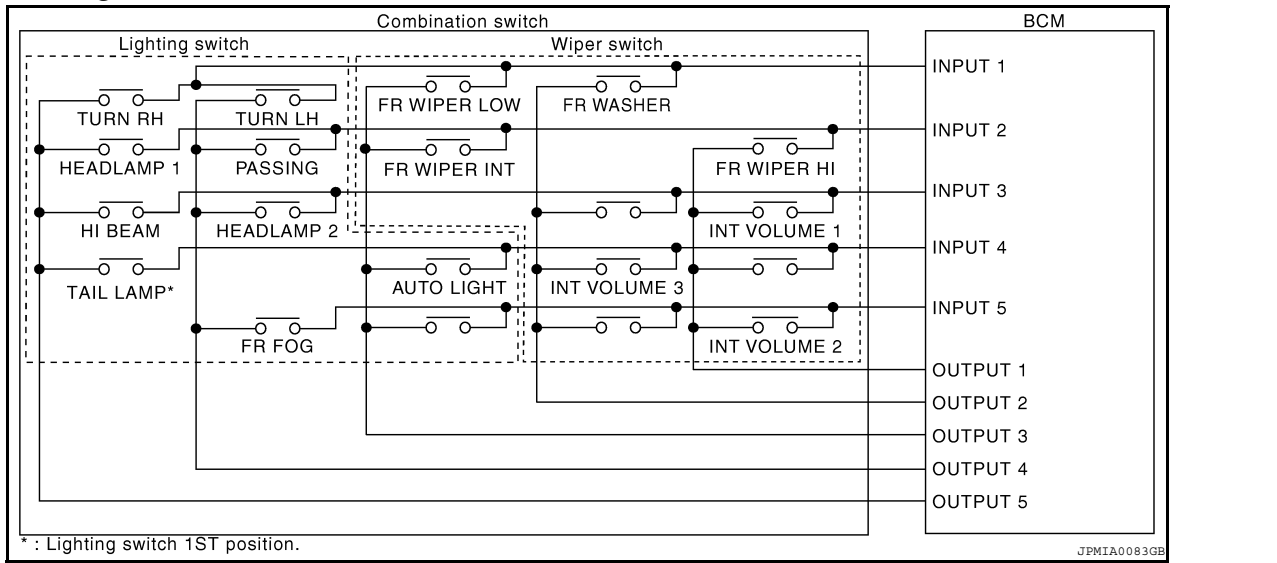 Combination switch
BCM
Lighting switch
Wiper switch
INPUT 1
TURN RH
TURN LH
FR WIPER LOW
FR WASHER
INPUT 2
HEADLAMP 1
PASSING
FR WIPER INT
FR WIPER HI
INPUT 3
HI BEAM
HEADLAMP 2
INT VOLUME 1
INPUT 4
TAIL LAMP*
AUTO LIGHT
INT VOLUME 3
INPUT 5
FR FOG
INT VOLUME 2
OUTPUT 1
OUTPUT 2
OUTPUT 3
OUTPUT 4
OUTPUT 5
* : Lighting switch 1ST position.
JPMIA0083GB